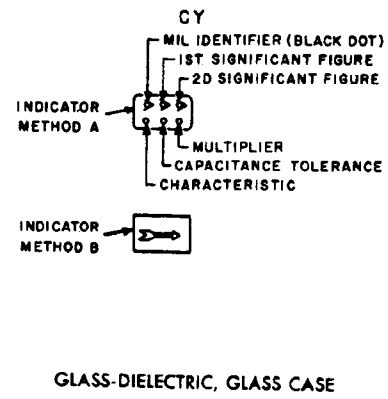 CY
MIL IDENTIFIER (BLACK DOT)
1ST SIGNIFICANT FIGURE
2D SIGNIFICANT FIGURE
INDICATOR
METHOD A
MULTIPLIER
CAPACITANCE TOLERANCE
CHARACTERISTIC
INDICATOR
METHOD B
GLASS-DIELECTRIC, GLASS CASE